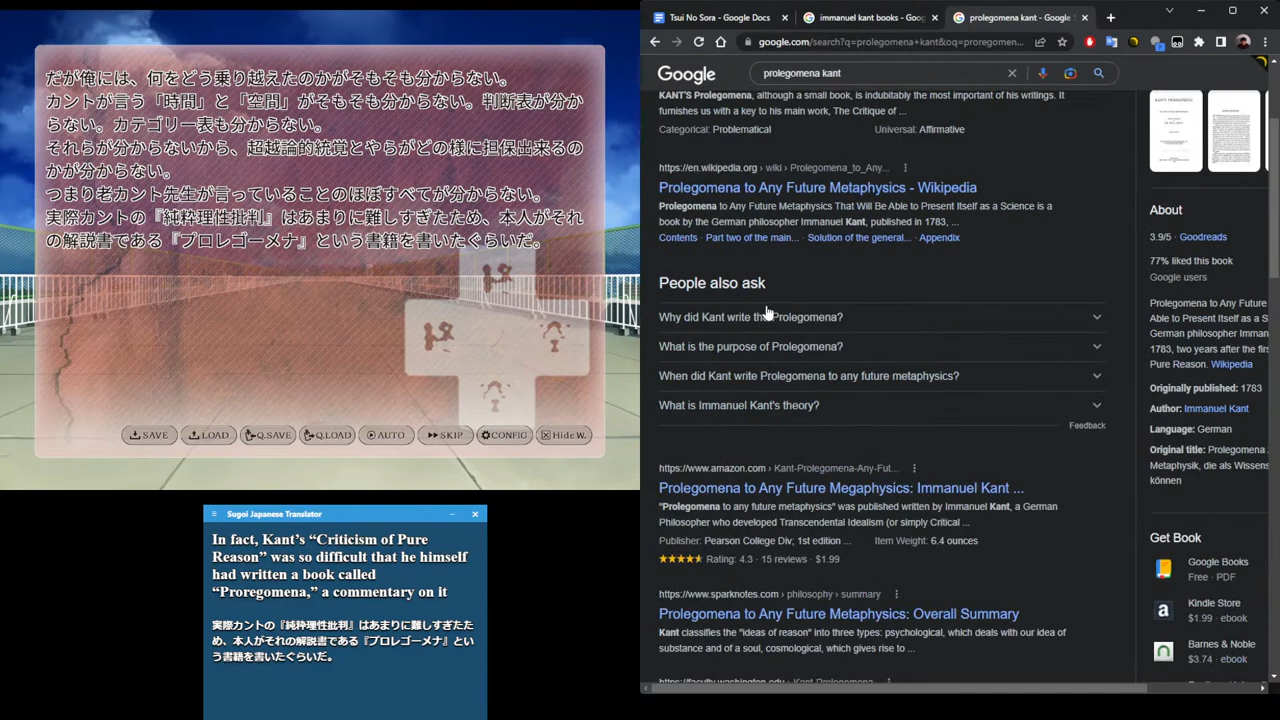 だが俺には、何をどう乗り越えたのかがそもそも分からない。
カントが言う「時間」と「空間」がそもそも分からない。判断表が分か
らない。カテゴリー表も分からない。
それらが分からないから、超越論的統覚とやらがどの様に担保出来るの
かが分からない。
つまり老カント先生が言っていることのほぼすべてが分からない。
実際カントの『純粋理性批判』はあまりに難しすぎたため、本人がそれ
の解説書である『プロレゴーメナ』という書籍を書いたぐらいだ。
SAVE
LOAD
Q.SAVE
Q.LOAD
AUTO
SKIP
CONFIG
Hide W.
Sugoi Japanese Translator
In fact, Kant's “Criticism of Pure
Reason” was so difficult that he himself
had written a book called
“Proregomena,” a commentary on it
実際カントの『純粋理性批判』はあまりに難しすぎたた
め、本人がそれの解説書である『プロレゴーメナ』とい
う書籍を書いたぐらいだ。
Tsui No Sora - Google Docs
immanuel kant books - Goog
prolegomena kant - Google S
google.com/search?q=prolegomena+kant&oq=proregomen...
Google
prolegomena kant
KANT'S Prolegomena, although a small book, is indubitably the most important of his writings. It
furnishes us with a key to his main work, The Critique of ...
Categorical: Problematical
Universal: Affirmative
https://en.wikipedia.org › wiki › Prolegomena_to_Any...
Prolegomena to Any Future Metaphysics - Wikipedia
Prolegomena to Any Future Metaphysics That Will Be Able to Present Itself as a Science is a
book by the German philosopher Immanuel Kant, published in 1783, ...
Contents · Part two of the main... · Solution of the general... · Appendix
People also ask
Why did Kant write the Prolegomena?
What is the purpose of Prolegomena?
When did Kant write Prolegomena to any future metaphysics?
What is Immanuel Kant's theory?
Feedback
https://www.amazon.com › Kant-Prolegomena-Any-Fut...
Prolegomena to Any Future Megaphysics: Immanuel Kant ...
"Prolegomena to any future metaphysics" was published written by Immanuel Kant, a German
Philosopher who developed Transcendental Idealism (or simply Critical ...
Publisher: Pearson College Div; 1st edition ...
Item Weight: 6.4 ounces
Rating: 4.3 · 15 reviews · $1.99
https://www.sparknotes.com › philosophy › summary
Prolegomena to Any Future Metaphysics: Overall Summary
Kant classifies the "ideas of reason" into three types: psychological, which deals with our idea of
substance and of a soul, cosmological, which gives rise to ...
https://faculty.washington.edu › Kant-Prolegomena
About
3.9/5 · Goodreads
77% liked this book
Google users
Prolegomena to Any Future
Able to Present Itself as a S
German philosopher Immar
1783, two years after the firs
Pure Reason. Wikipedia
Originally published: 1783
Author: Immanuel Kant
Language: German
Original title: Prolegomena
Metaphysik, die als Wissens
können
Get Book
Google Books
Free · PDF
Kindle Store
$1.99 · ebook
Barnes & Noble
$3.74 · ebook